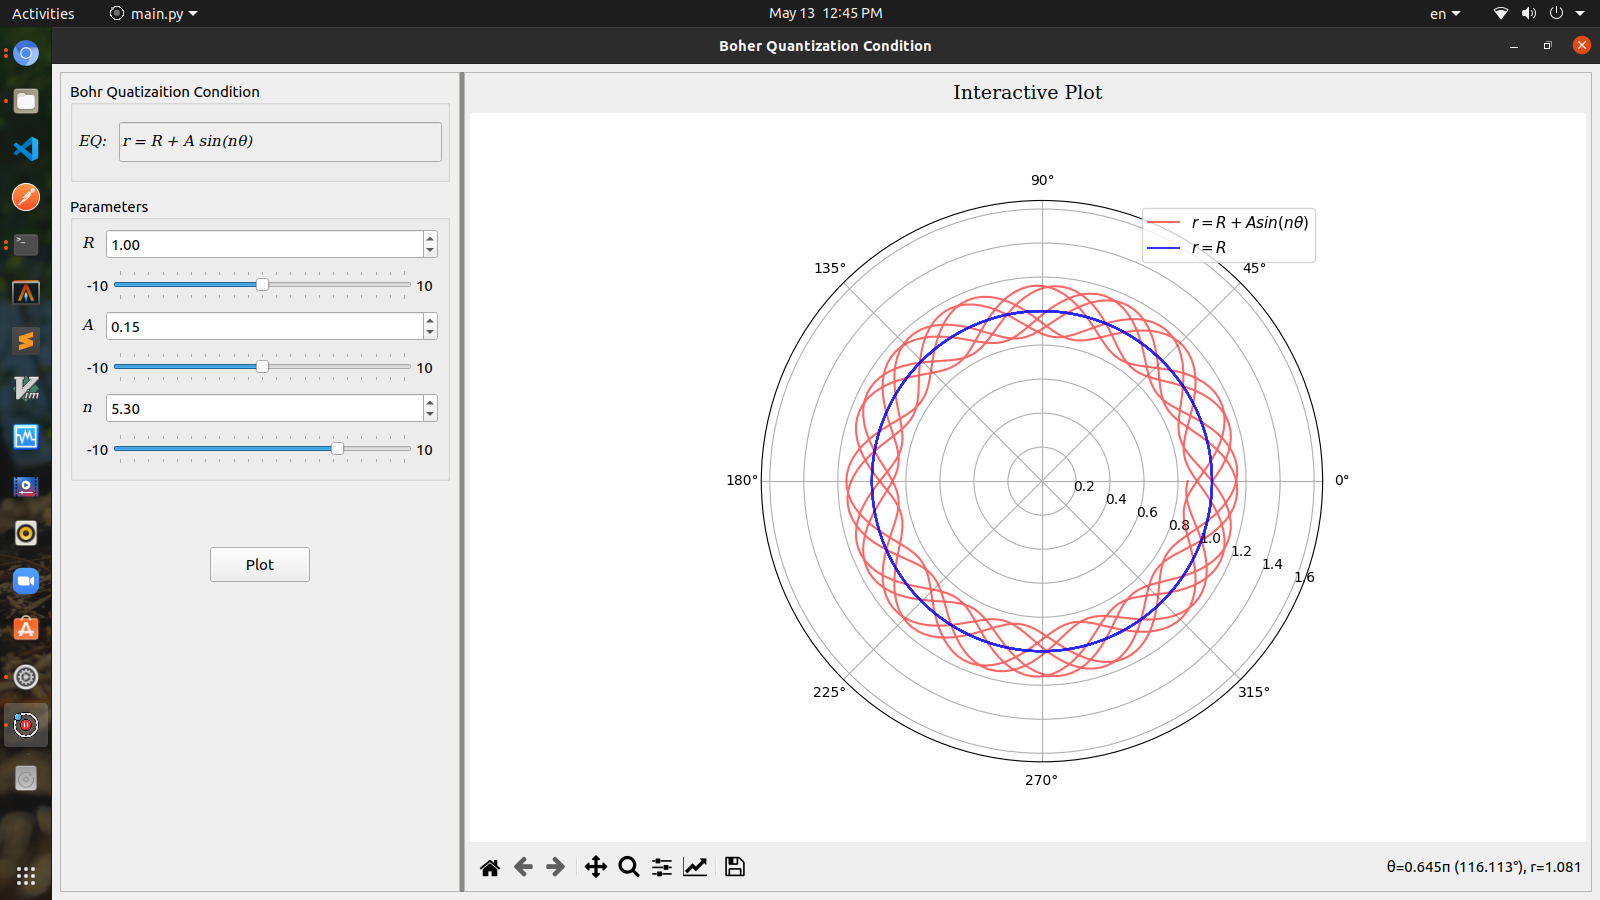 Activities main.py May 13 12:45 PM en
Boher Quantization Condition
Bohr Quatizaition Condition
EQ: r = R + A sin(nθ)
Parameters
R 1.00
-10 10
A 0.15
-10 10
n 5.30
-10 10
Plot
Interactive Plot
90°
r = R + Asin(nθ)
r = R
135° 45°
180° 0°
0.2
0.4
0.6
0.8
1.0
1.2
1.4
1.6
225° 315°
270°
θ=0.645π (116.113°), r=1.081